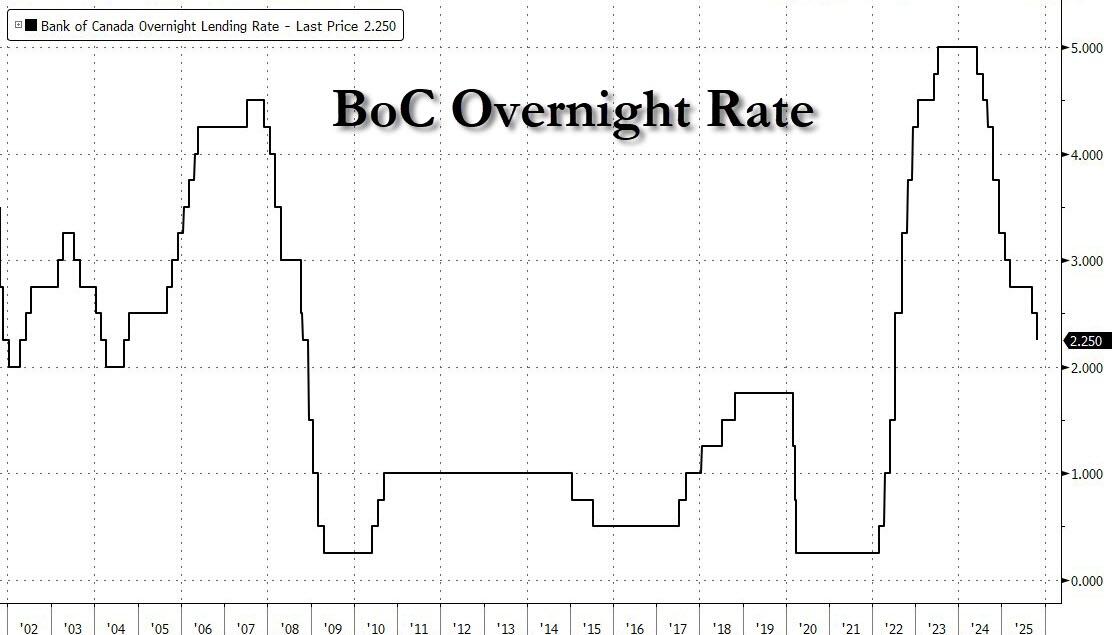 Bank of Canada Overnight Lending Rate - Last Price 2.250
BoC Overnight Rate
5.000
4.000
3.000
2.250
2.000
1.000
0.000
'02 '03 '04 '05 '06 '07 '08 '09 '10 '11 '12 '13 '14 '15 '16 '17 '18 '19 '20 '21 '22 '23 '24 '25